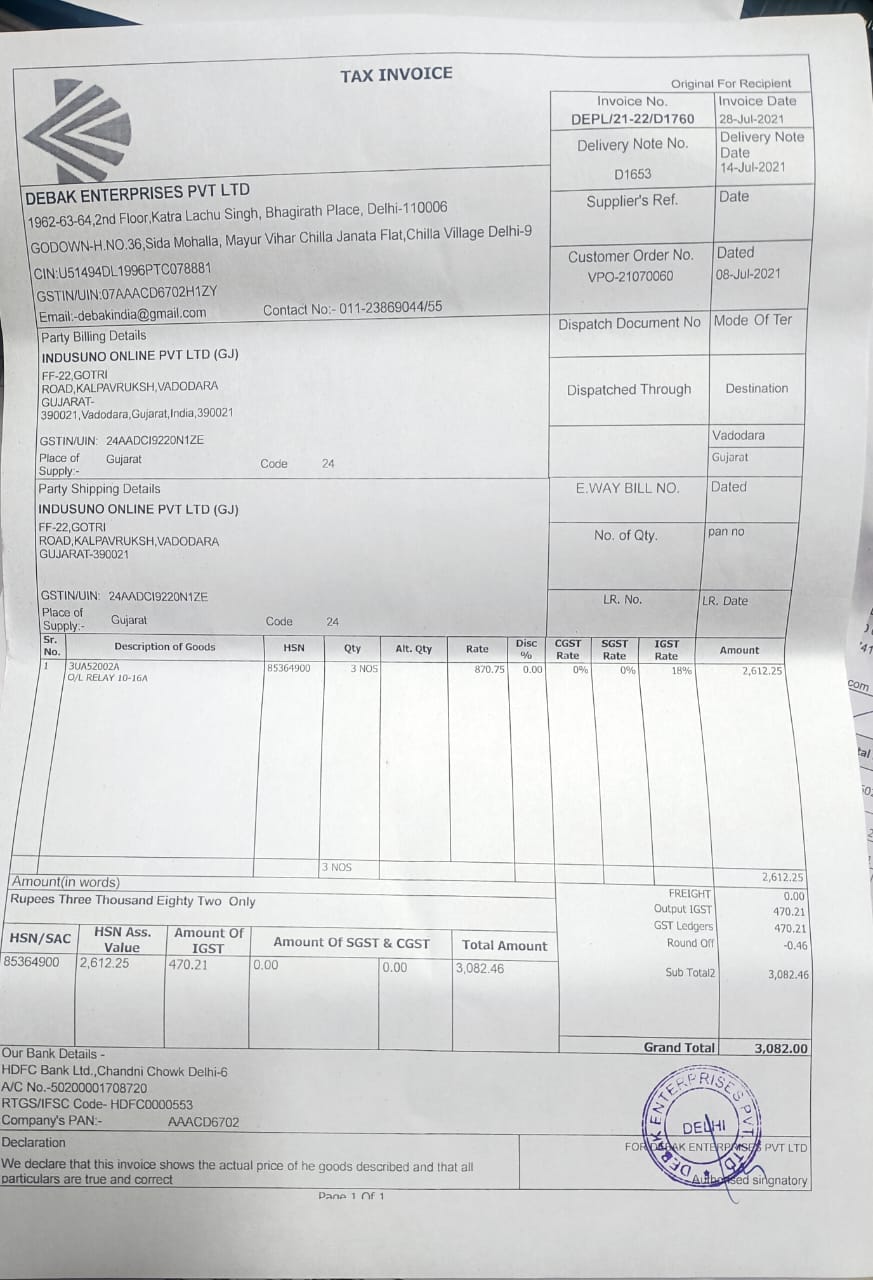 TAX INVOICE
Original For Recipient
Invoice No.
DEPL/21-22/D1760
Invoice Date
28-Jul-2021
Delivery Note No.
D1653
Delivery Note
Date
14-Jul-2021
Supplier's Ref.
Date
Customer Order No.
VPO-21070060
Dated
08-Jul-2021
Dispatch Document No
Mode Of Ter
Dispatched Through
Destination
Vadodara
Gujarat
E.WAY BILL NO.
Dated
No. of Qty.
pan no
LR. No.
LR. Date
DEBAK ENTERPRISES PVT LTD
1962-63-64,2nd Floor,Katra Lachu Singh, Bhagirath Place, Delhi-110006
GODOWN-H.NO.36,Sida Mohalla, Mayur Vihar Chilla Janata Flat,Chilla Village Delhi-9
CIN:U51494DL1996PTC078881
GSTIN/UIN:07AAACD6702H1ZY
Email:-debakindia@gmail.com Contact No:- 011-23869044/55
Party Billing Details
INDUSUNO ONLINE PVT LTD (GJ)
FF-22,GOTRI
ROAD,KALPAVRUKSH,VADODARA
GUJARAT-
390021,Vadodara,Gujarat,India,390021
GSTIN/UIN: 24AADCI9220N1ZE
Place of
Supply:- Gujarat Code 24
Party Shipping Details
INDUSUNO ONLINE PVT LTD (GJ)
FF-22,GOTRI
ROAD,KALPAVRUKSH,VADODARA
GUJARAT-390021
GSTIN/UIN: 24AADCI9220N1ZE
Place of
Supply:- Gujarat Code 24
Sr. No. Description of Goods HSN Qty Alt. Qty Rate Disc % CGST Rate SGST Rate IGST Rate Amount
1 3UA52002A 85364900 3 NOS 870.75 0.00 0% 0% 18% 2,612.25
O/L RELAY 10-16A
3 NOS 2,612.25
Amount(in words)
Rupees Three Thousand Eighty Two Only
FREIGHT 0.00
Output IGST 470.21
GST Ledgers 470.21
Round Off -0.46
Sub Total2 3,082.46
Grand Total 3,082.00
HSN/SAC HSN Ass. Value Amount Of IGST Amount Of SGST & CGST Total Amount
85364900 2,612.25 470.21 0.00 0.00 3,082.46
Our Bank Details -
HDFC Bank Ltd.,Chandni Chowk Delhi-6
A/C No.-50200001708720
RTGS/IFSC Code- HDFC0000553
Company's PAN:- AAACD6702
Declaration
We declare that this invoice shows the actual price of he goods described and that all
particulars are true and correct
FOR DEBAK ENTERPRISES PVT LTD
Authorised singnatory
DEBAK ENTERPRISES PVT. LTD
DELHI
Page 1 Of 1
com